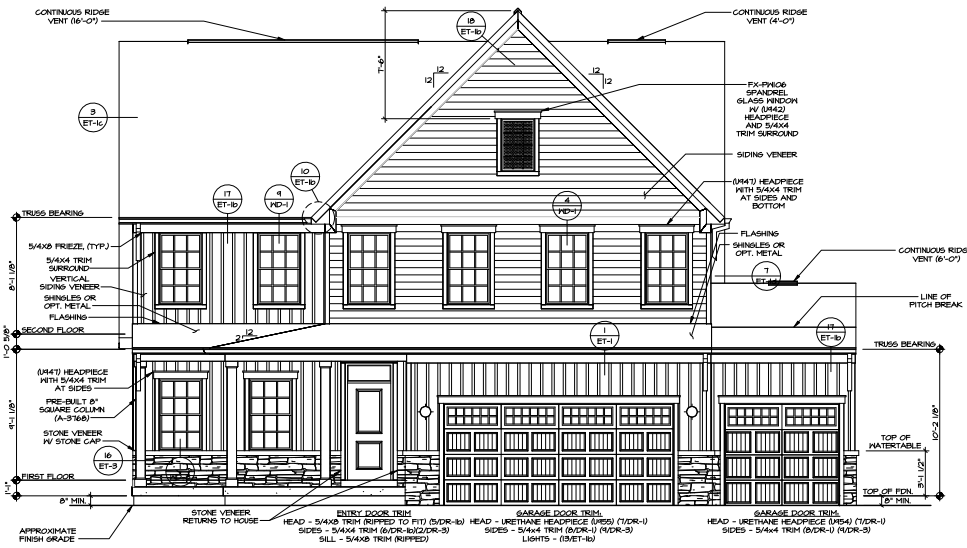 CONTINUOUS RIDGE
VENT (16'-0")
18
ET-1b
CONTINUOUS RIDGE
VENT (4'-0")
7'-6"
12
12
12
12
FX-PW106
SPANDREL
GLASS WINDOW
W/ (U942)
HEADPIECE
AND 5/4X4
TRIM SURROUND
3
ET-1c
SIDING VENEER
10
ET-1b
17
ET-1b
9
WD-1
4
WD-1
(U947) HEADPIECE
WITH 5/4X4 TRIM
AT SIDES AND
BOTTOM
TRUSS BEARING
5/4X8 FRIEZE, (TYP.)
5/4X4 TRIM
SURROUND
VERTICAL
SIDING VENEER
SHINGLES OR
OPT. METAL
FLASHING
8'-1 1/8"
FLASHING
SHINGLES OR
OPT. METAL
7
CONTINUOUS RIDGE
VENT (6'-0")
LINE OF
PITCH BREAK
SECOND FLOOR
1'-0 5/8"
12
2
1
ET-1
17
ET-1b
TRUSS BEARING
(U947) HEADPIECE
WITH 5/4X4 TRIM
AT SIDES
PRE-BUILT 8"
SQUARE COLUMN
(A-3768)
9'-1 1/8"
10'-2 1/8"
STONE VENEER
W/ STONE CAP
16
ET-3
TOP OF
WATERTABLE
3'-1 1/2"
FIRST FLOOR
1'-1"
8" MIN.
TOP OF FDN.
8" MIN.
APPROXIMATE
FINISH GRADE
STONE VENEER
RETURNS TO HOUSE
ENTRY DOOR TRIM
HEAD - 5/4X8 TRIM (RIPPED TO FIT) (5/DR-1b)
SIDES - 5/4X4 TRIM (6/DR-1b)(2/DR-3)
SILL - 5/4X8 TRIM (RIPPED)
GARAGE DOOR TRIM:
HEAD - URETHANE HEADPIECE (U955) (7/DR-1)
SIDES - 5/4x4 TRIM (8/DR-1) (9/DR-3)
LIGHTS - (13/ET-1b)
GARAGE DOOR TRIM:
HEAD - URETHANE HEADPIECE (U954) (7/DR-1)
SIDES - 5/4x4 TRIM (8/DR-1) (9/DR-3)